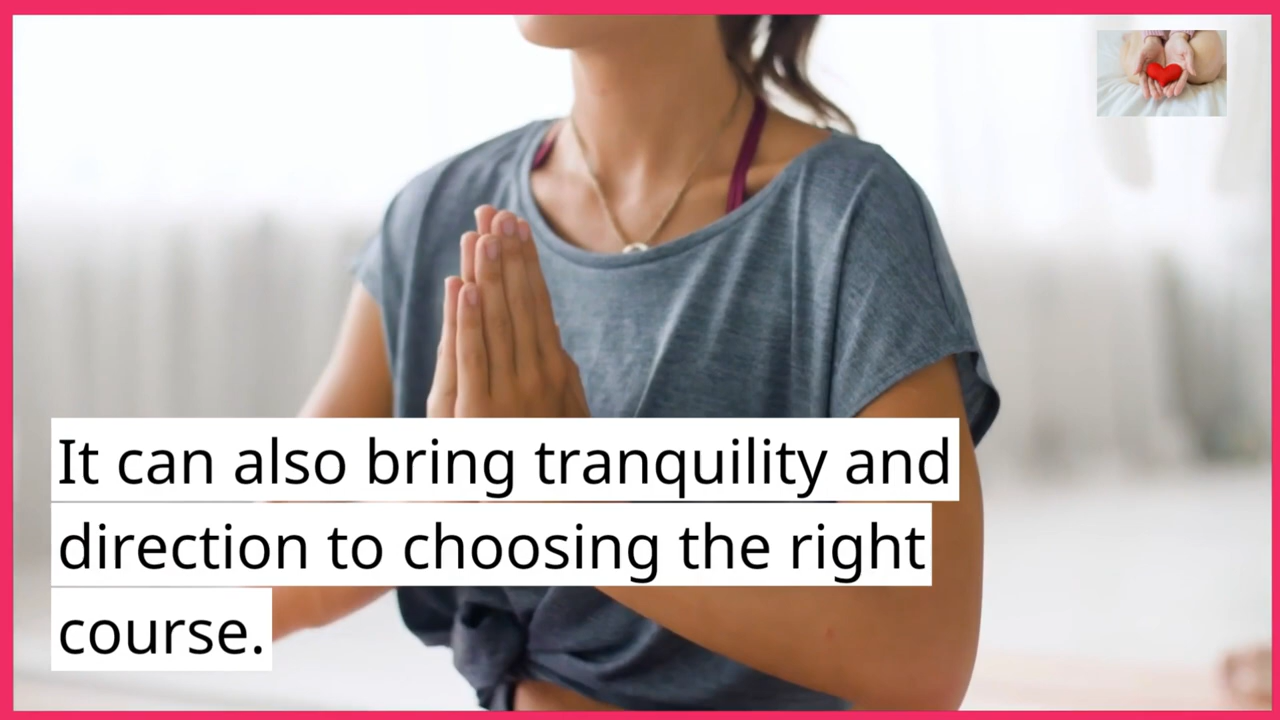 It can also bring tranquility and
direction to choosing the right
course.